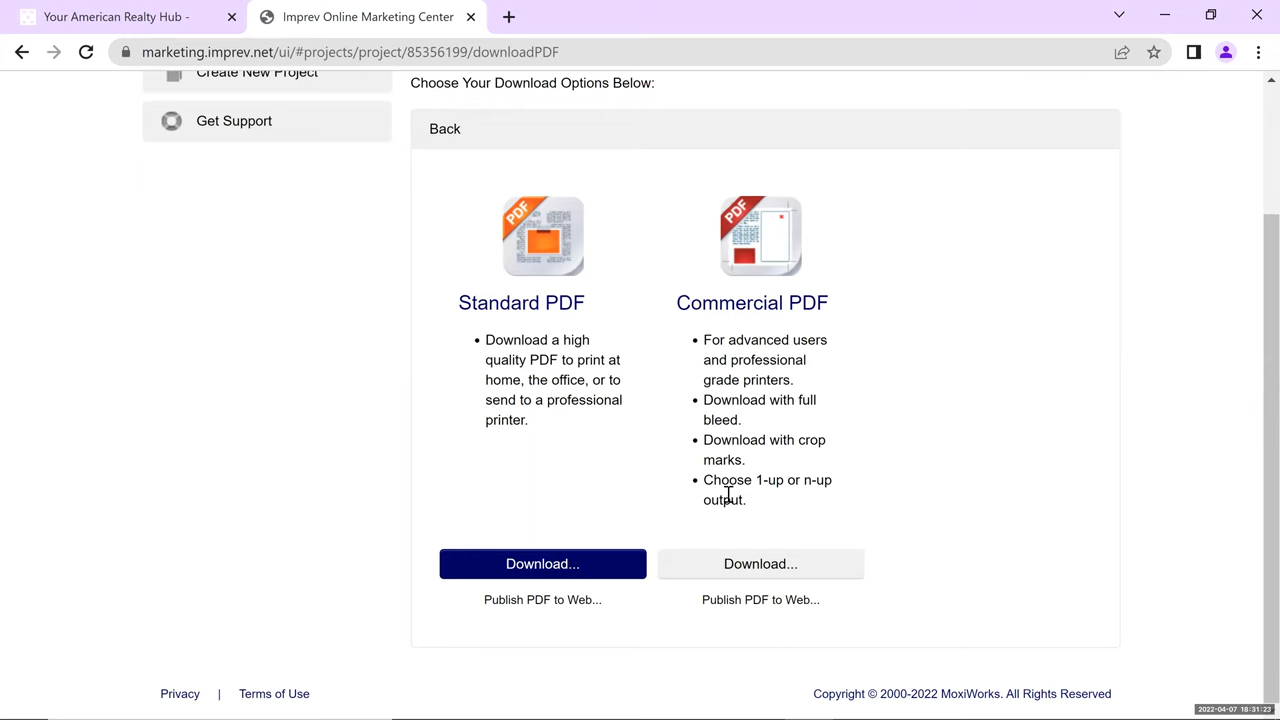 Your American Realty Hub -
Imprev Online Marketing Center
marketing.imprev.net/ui/#projects/project/85356199/downloadPDF
Create New Project
Get Support
Choose Your Download Options Below:
Back
PDF
PDF
Standard PDF
• Download a high
quality PDF to print at
home, the office, or to
send to a professional
printer.
Commercial PDF
• For advanced users
and professional
grade printers.
• Download with full
bleed.
• Download with crop
marks.
• Choose 1-up or n-up
output.
Download...
Download...
Publish PDF to Web...
Publish PDF to Web...
Privacy | Terms of Use
Copyright © 2000-2022 MoxiWorks. All Rights Reserved
2022-04-07 18:31:23